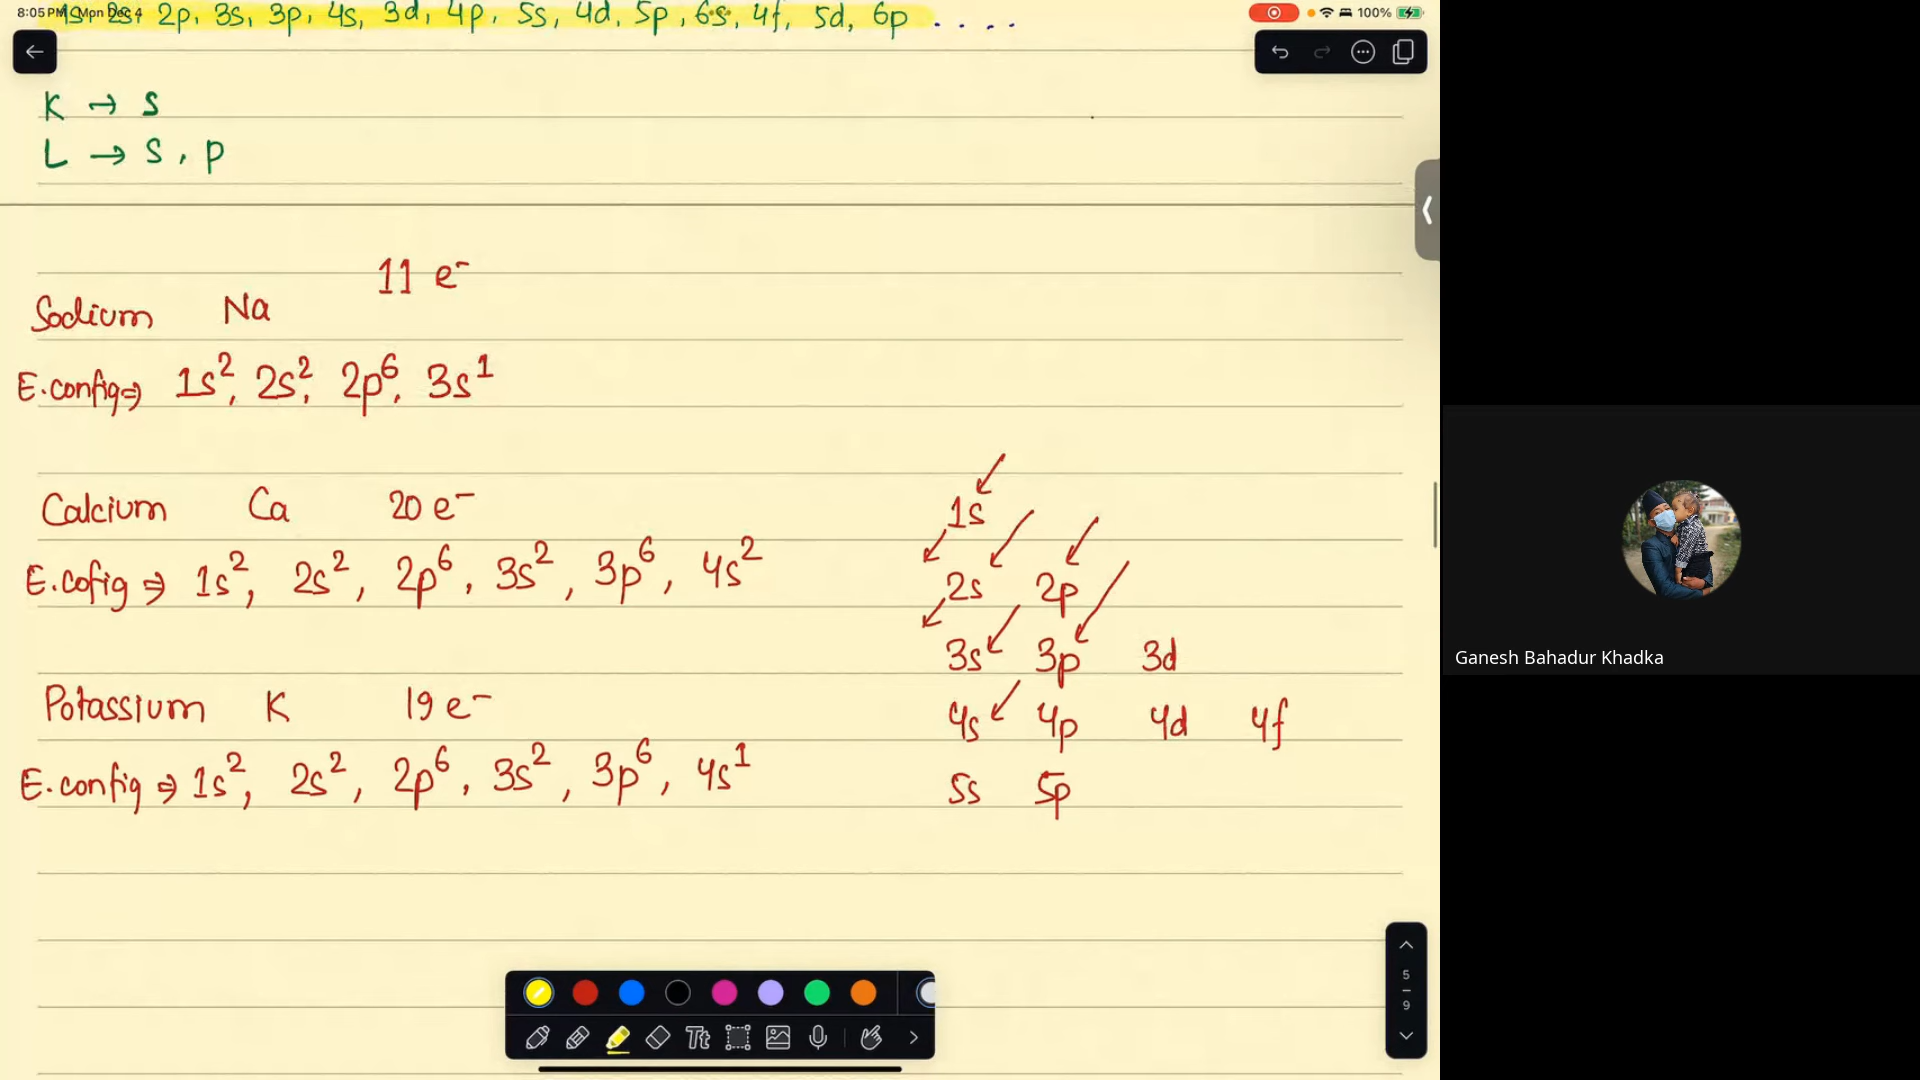 8:05 PM Mon Dec 4
1s, 2s, 2p, 3s, 3p, 4s, 3d, 4p, 5s, 4d, 5p, 6s, 4f, 5d, 6p . . . .
100%
K → s
L → s, p
11 e⁻
Sodium Na
E.config⇒ 1s², 2s², 2p⁶, 3s¹
Calcium Ca 20 e⁻
E.cofig ⇒ 1s², 2s², 2p⁶, 3s², 3p⁶, 4s²
Potassium K 19 e⁻
E.config ⇒ 1s², 2s², 2p⁶, 3s², 3p⁶, 4s¹
1s
2s 2p
3s 3p 3d
4s 4p 4d 4f
5s 5p
Ganesh Bahadur Khadka
5
9
Tt